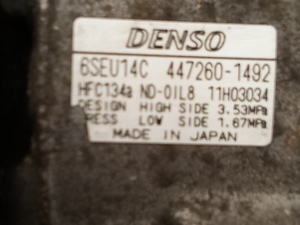 DENSO
6SEU14C 447260-1492
HFC134a ND-OIL8 11H03034
DESIGN HIGH SIDE 3.53MPa
PRESS LOW SIDE 1.67MPa
MADE IN JAPAN